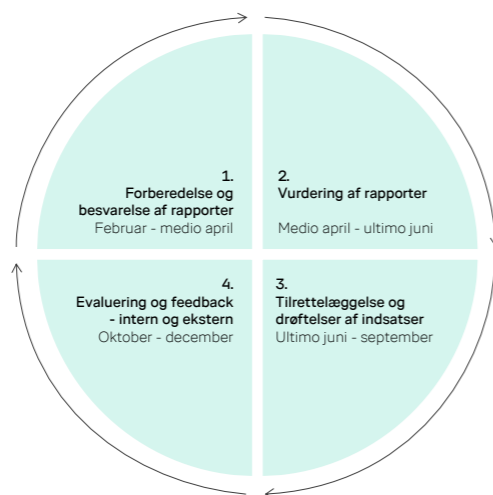 1.
Forberedelse og
besvarelse af rapporter
Februar - medio april
2.
Vurdering af rapporter
Medio april - ultimo juni
3.
Tilrettelæggelse og
drøftelser af indsatser
Ultimo juni - september
4.
Evaluering og feedback
- intern og ekstern
Oktober - december